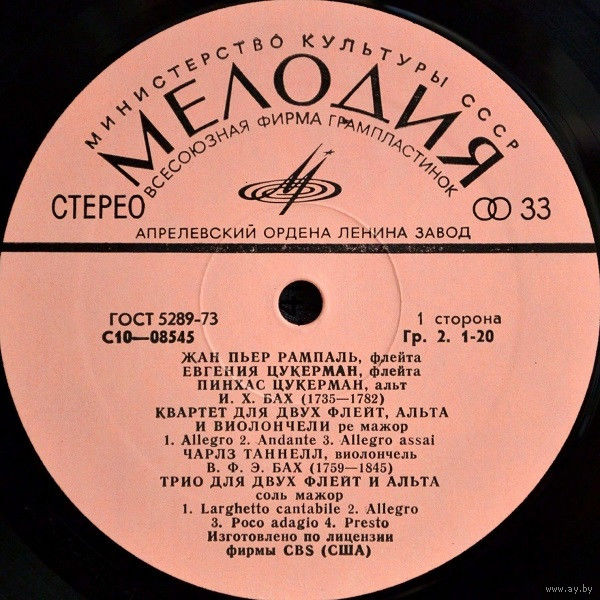 МИНИСТЕРСТВО КУЛЬТУРЫ СССР
МЕЛОДИЯ
ВСЕСОЮЗНАЯ ФИРМА ГРАМПЛАСТИНОК
СТЕРЕО
33
АПРЕЛЕВСКИЙ ОРДЕНА ЛЕНИНА ЗАВОД
ГОСТ 5289-73
1 сторона
С10—08545
Гр. 2. 1-20
ЖАН ПЬЕР РАМПАЛЬ, флейта
ЕВГЕНИЯ ЦУКЕРМАН, флейта
ПИНХАС ЦУКЕРМАН, альт
И. Х. БАХ (1735—1782)
КВАРТЕТ ДЛЯ ДВУХ ФЛЕЙТ, АЛЬТА
И ВИОЛОНЧЕЛИ ре мажор
1. Allegro 2. Andante 3. Allegro assai
ЧАРЛЗ ТАННЕЛЛ, виолончель
В. Ф. Э. БАХ (1759—1845)
ТРИО ДЛЯ ДВУХ ФЛЕЙТ И АЛЬТА
соль мажор
1. Larghetto cantabile 2. Allegro
3. Poco adagio 4. Presto
Изготовлено по лицензии
фирмы CBS (США)
www.ay.by